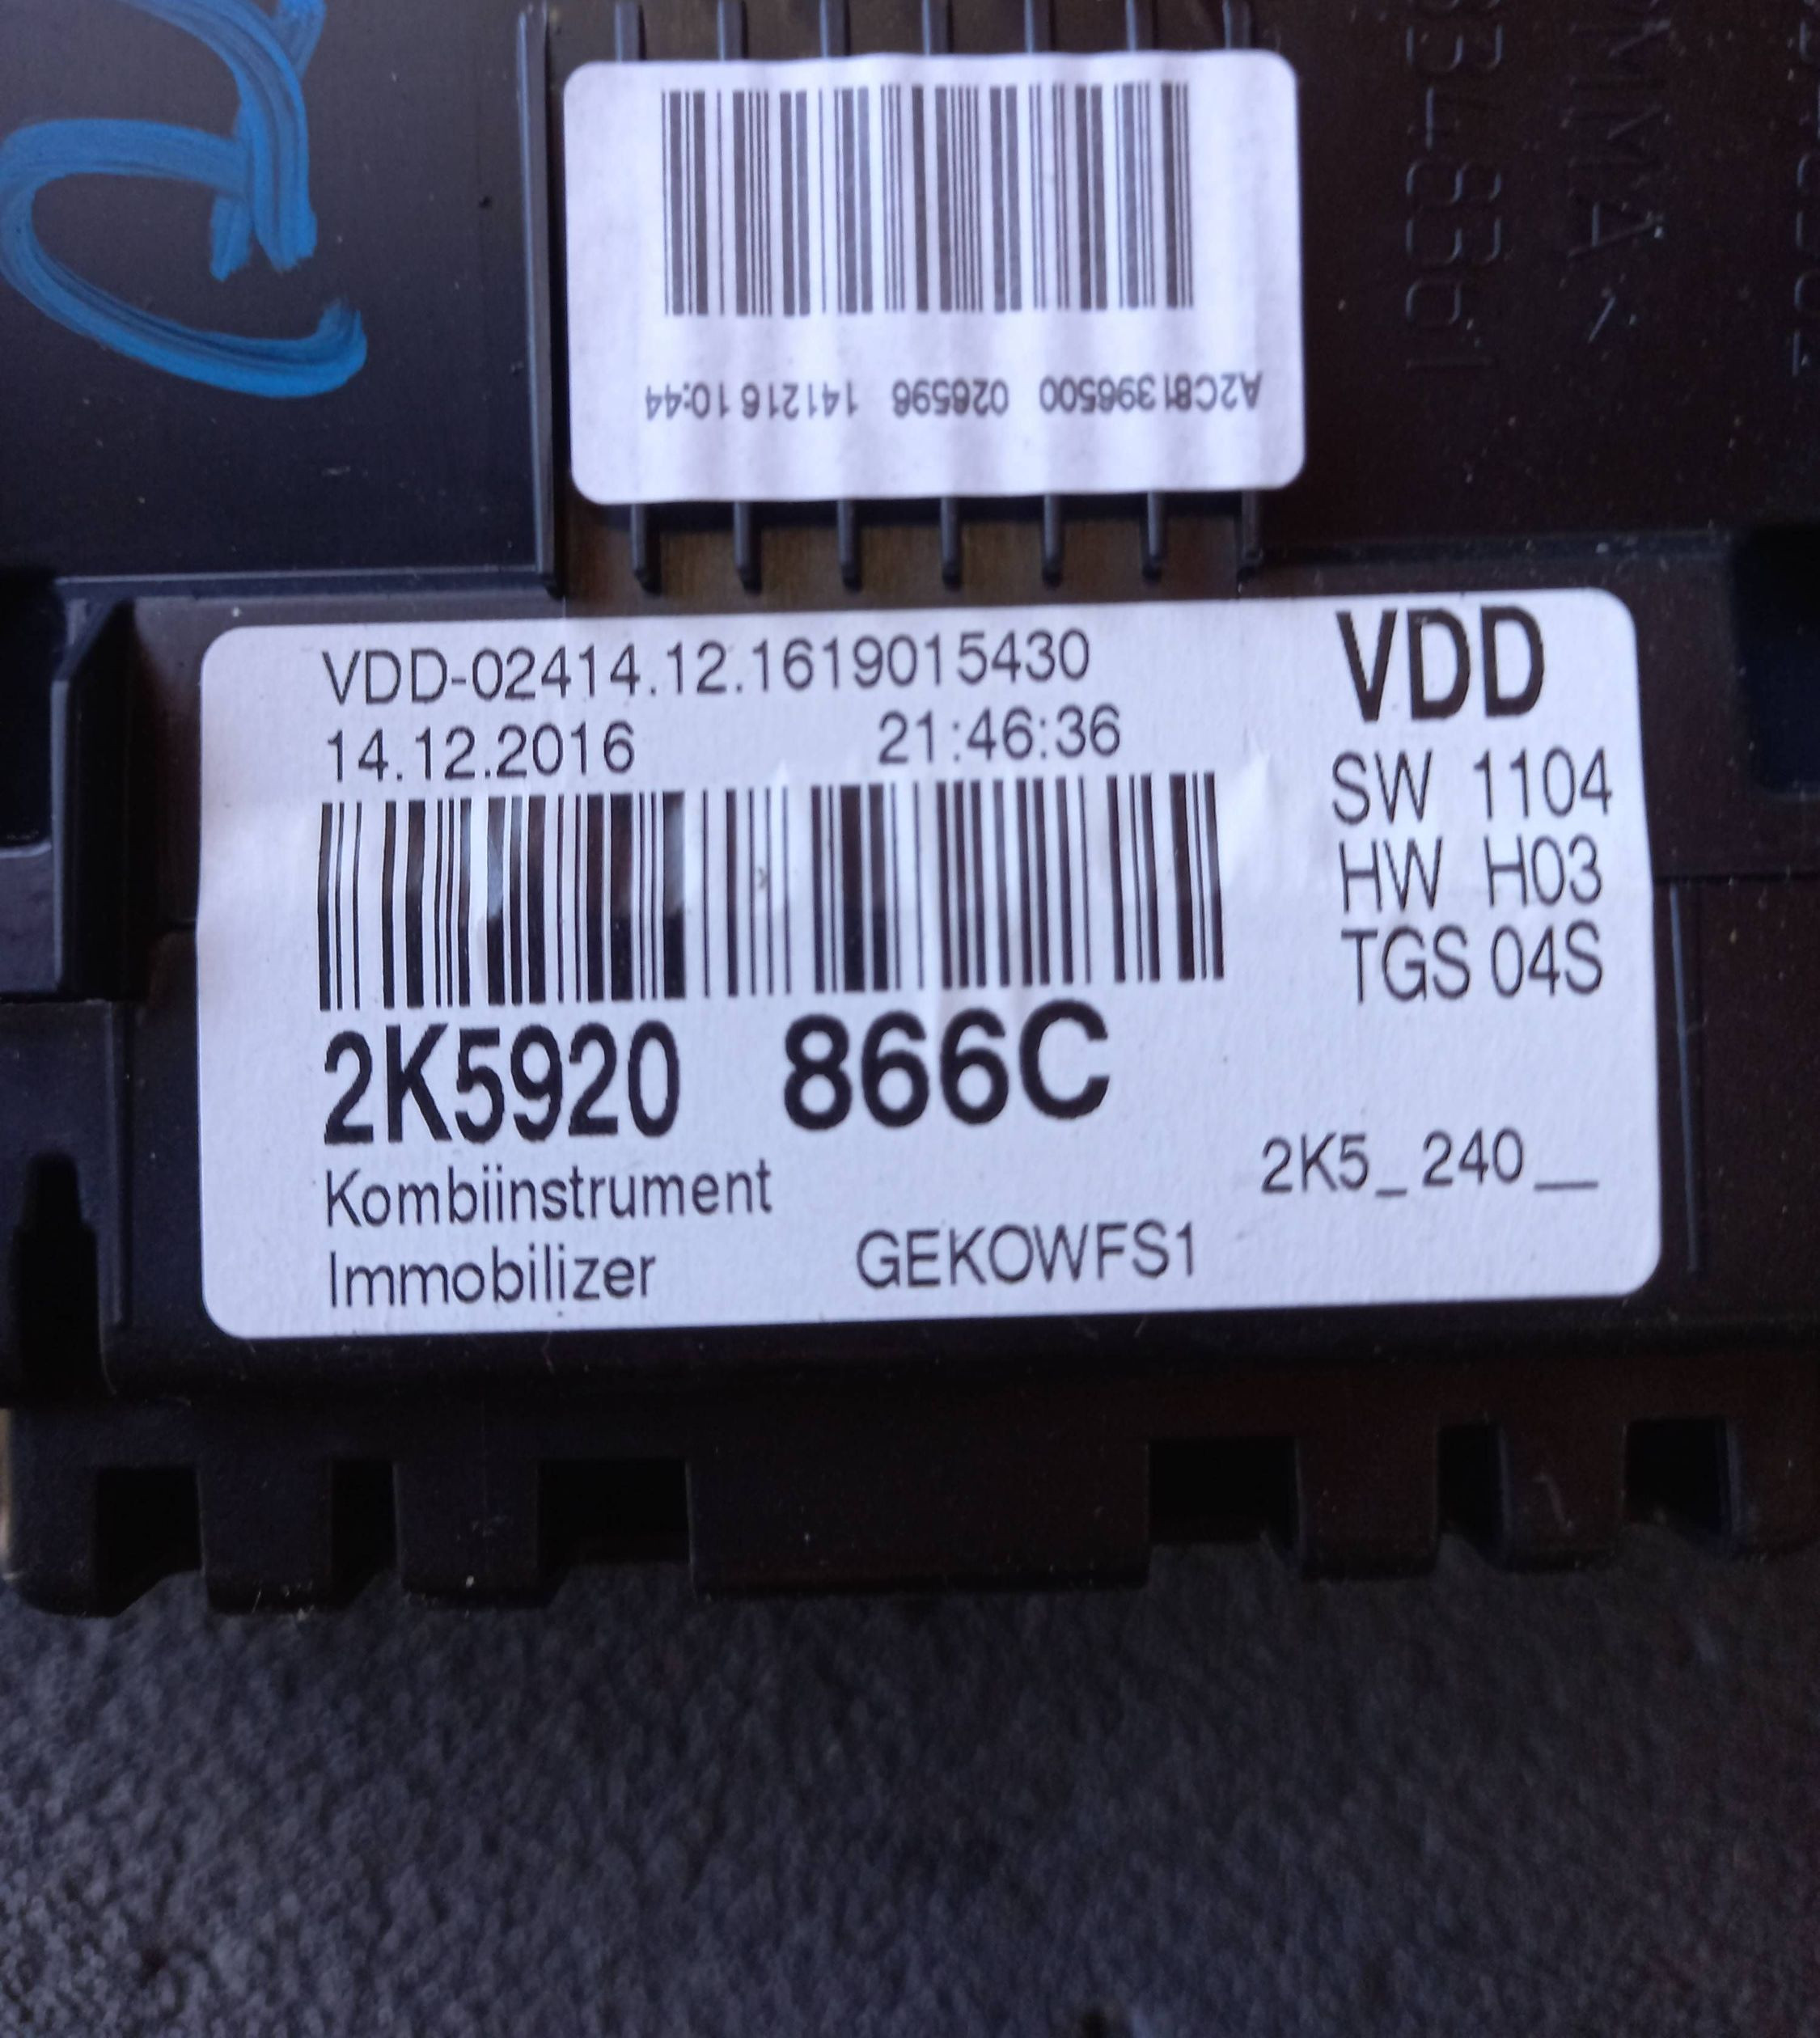 A2C81396500 026596 141216 10:44
VDD-02414.12.1619015430
14.12.2016 21:46:36
VDD
SW 1104
HW H03
TGS 04S
2K5920 866C
Kombiinstrument
Immobilizer
GEKOWFS1
2K5_240__